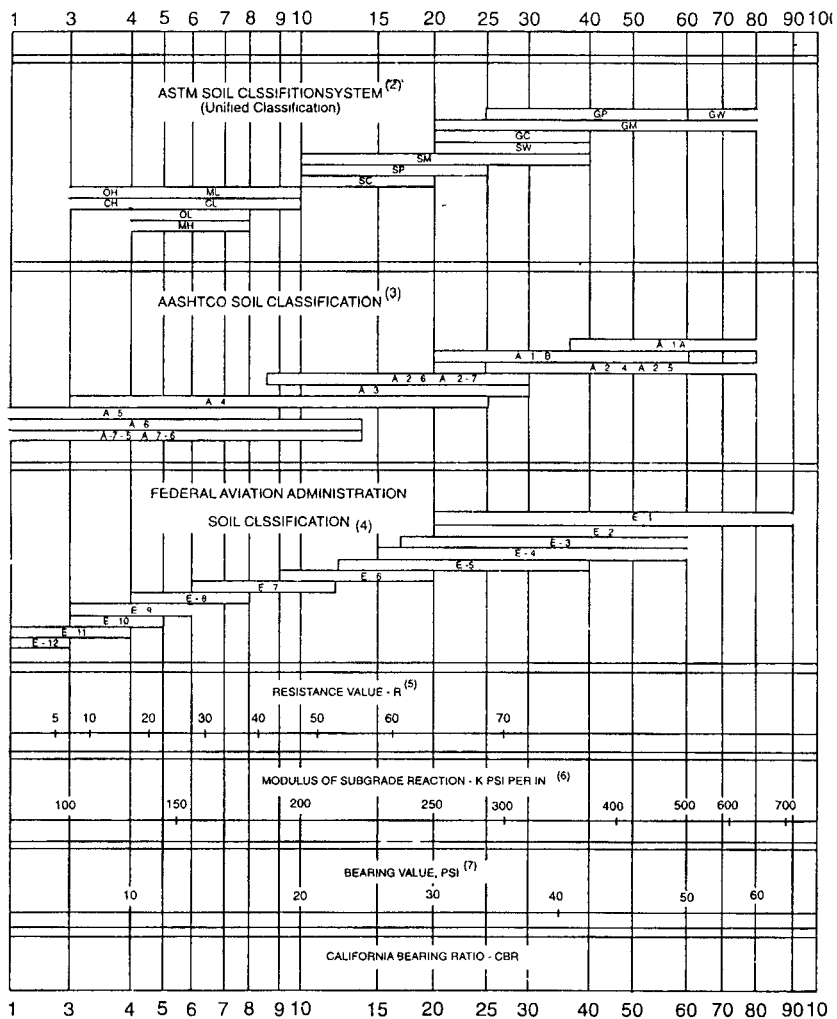 1 3 4 5 6 7 8 9 10 15 20 25 30 40 50 60 70 80 90 10
ASTM SOIL CLSSIFITIONSYSTEM (2)
(Unified Classification)
GP GW
GM
GC
SW
SM
SP
SC
OH ML
CH CL
OL
MH
AASHTCO SOIL CLASSIFICATION (3)
A 1A
A 1 B
A 2 4 A 2 5
A 2 6 A 2-7
A 3
A 4
A 5
A 6
A-7-5 A 7-6
FEDERAL AVIATION ADMINISTRATION
SOIL CLSSIFICATION (4)
E 1
E 2
E - 3
E - 4
E -5
E 6
E 7
E - 8
E 9
E 10
E 11
E - 12
RESISTANCE VALUE - R (5)
5 10 20 30 40 50 60 70
MODULUS OF SUBGRADE REACTION - K PSI PER IN (6)
100 150 200 250 300 400 500 600 700
BEARING VALUE, PSI (7)
10 20 30 40 50 60
CALIFORNIA BEARING RATIO - CBR
1 3 4 5 6 7 8 9 10 15 20 25 30 40 50 60 70 80 90 10